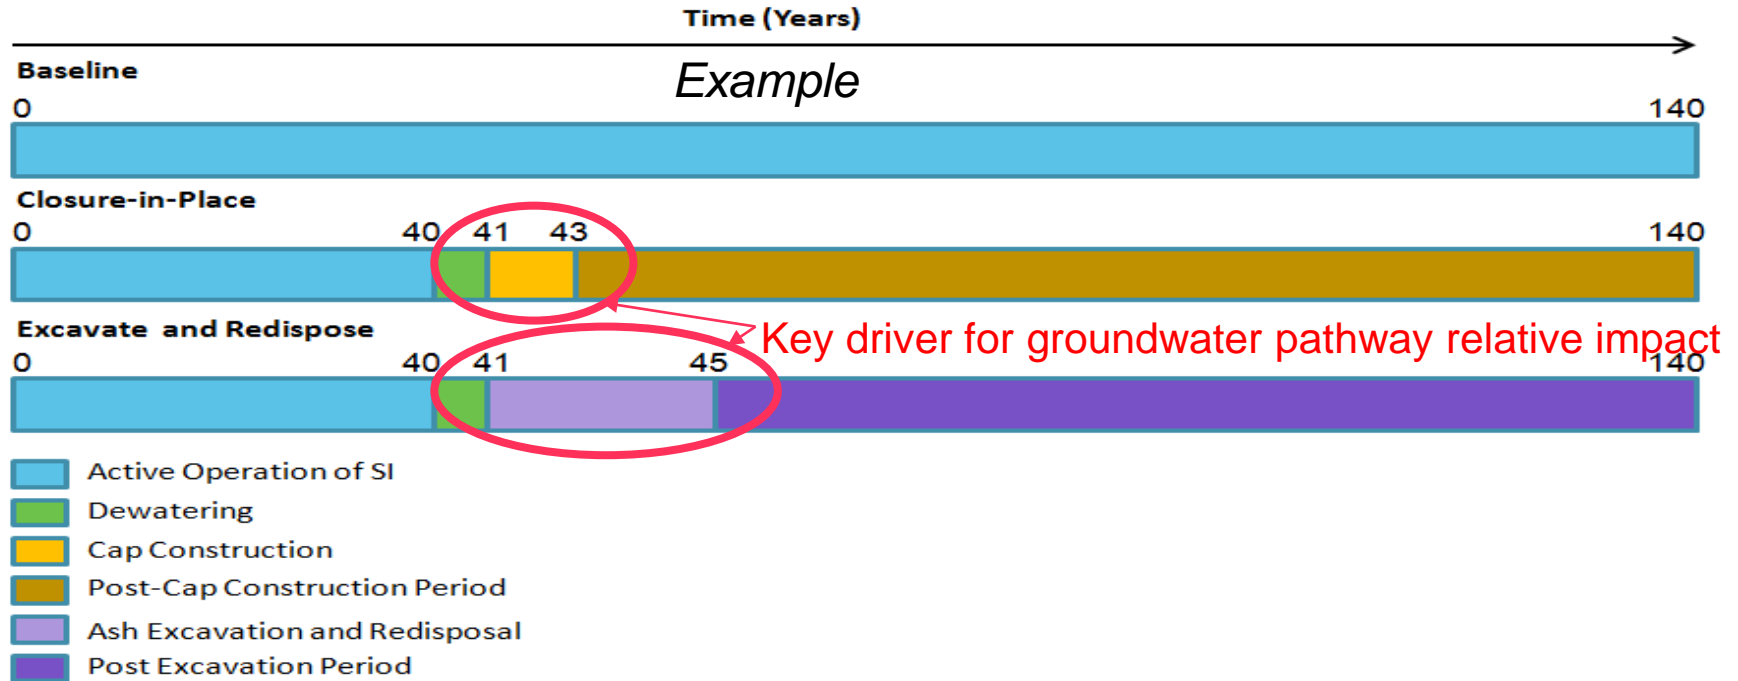 Time (Years)
Baseline
Example
0 140
Closure-in-Place
0 40 41 43 140
Excavate and Redispose
Key driver for groundwater pathway relative impact
0 40 41 45 140
Active Operation of SI
Dewatering
Cap Construction
Post-Cap Construction Period
Ash Excavation and Redisposal
Post Excavation Period